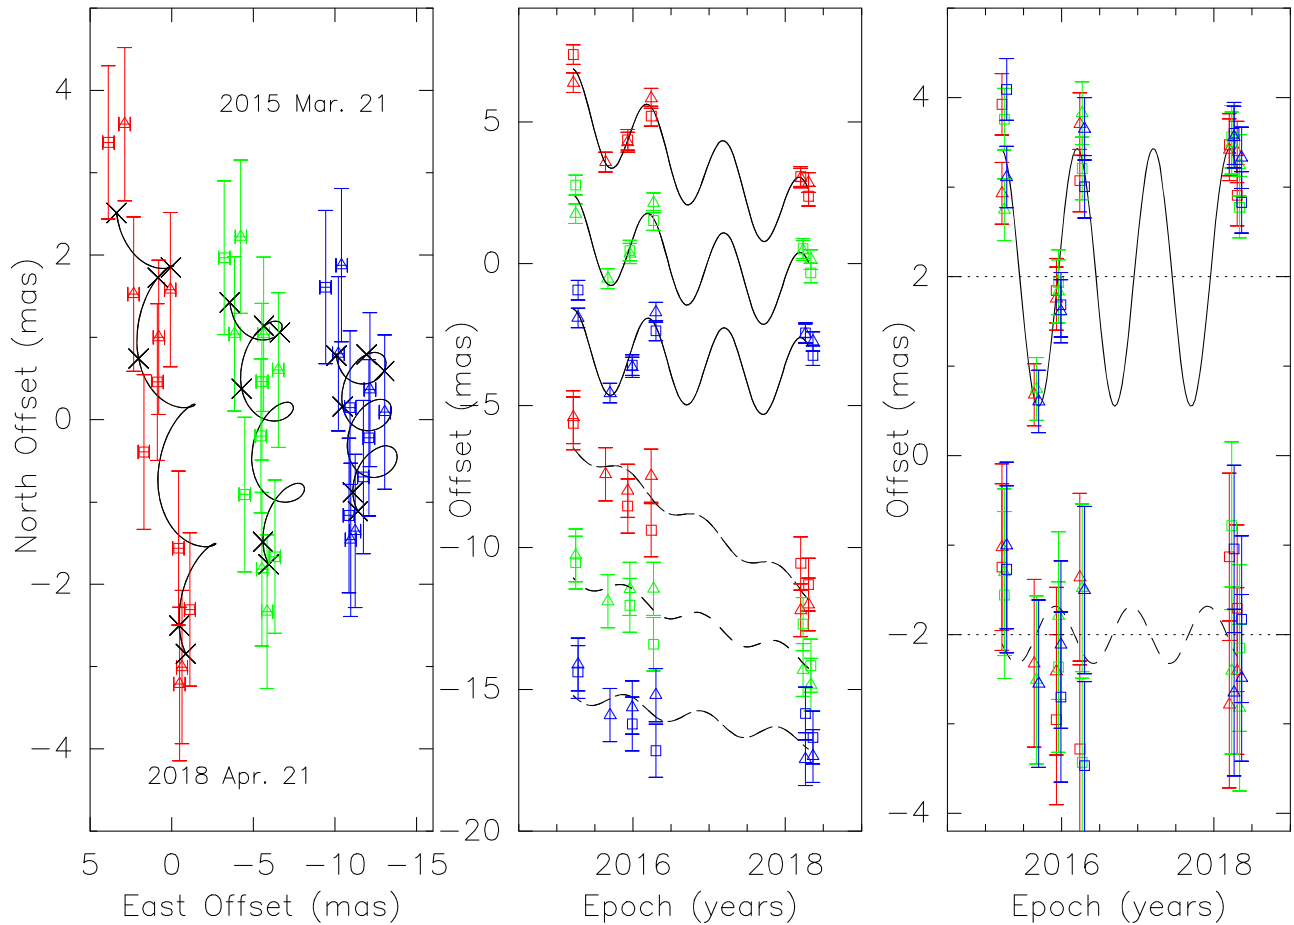 2015 Mar. 21
2018 Apr. 21
North Offset (mas)
4
2
0
−2
−4
5 0 −5 −10 −15
East Offset (mas)
Offset (mas)
5
0
−5
−10
−15
−20
2016 2018
Epoch (years)
Offset (mas)
4
2
0
−2
−4
2016 2018
Epoch (years)